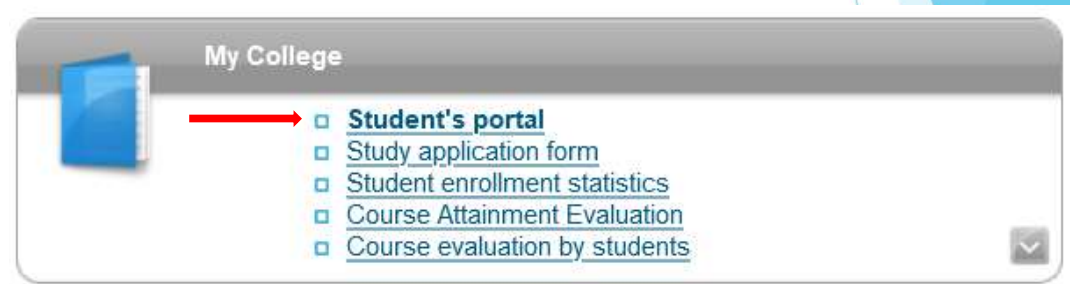 My College
Student's portal
Study application form
Student enrollment statistics
Course Attainment Evaluation
Course evaluation by students